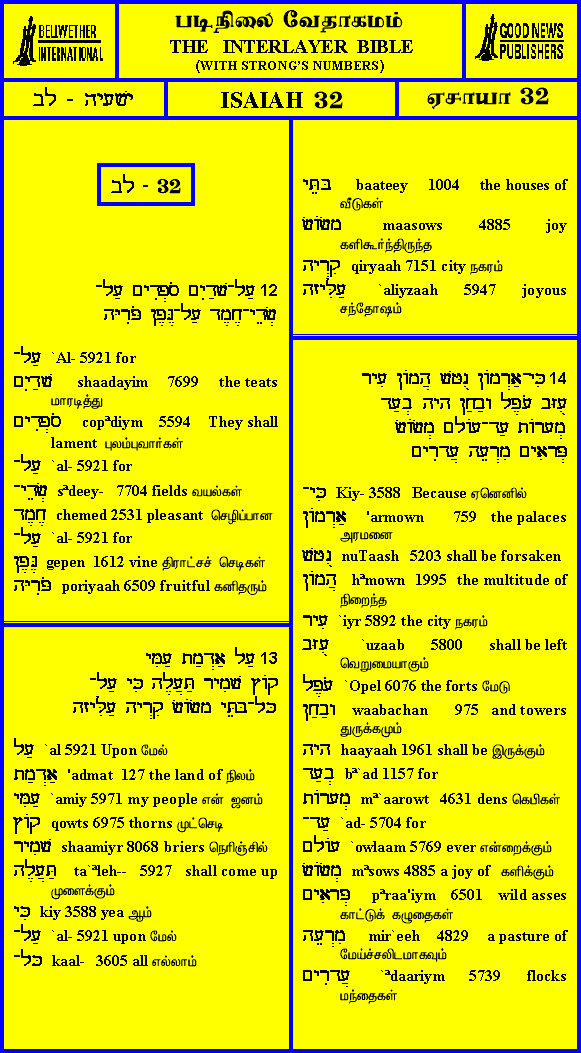 BELLWETHER
INTERNATIONAL
படிநிலை வேதாகமம்
THE INTERLAYER BIBLE
(WITH STRONG'S NUMBERS)
GOOD NEWS
PUBLISHERS
ישעיה - לב
ISAIAH 32
ஏசாயா 32
לב - 32
12 עַל־שָׁדַיִם סֹפְדִים עַל־
שְׂדֵי־חֶמֶד עַל־גֶּפֶן פֹּרִיָּה
עַל־ `Al- 5921 for
שָׁדַיִם shaadayim 7699 the teats
மாரடித்து
סֹפְדִים copªdiym 5594 They shall
lament புலம்புவார்கள்
עַל־ `al- 5921 for
שְׂדֵי־ sªdeey- 7704 fields வயல்கள்
חֶמֶד chemed 2531 pleasant செழிப்பான
עַל־ `al- 5921 for
גֶּפֶן gepen 1612 vine திராட்சச் செடிகள்
פֹּרִיָּה poriyaah 6509 fruitful கனிதரும்
13 עַל אַדְמַת עַמִּי
קוֹץ שָׁמִיר תַּעֲלֶה כִּי עַל־
כָּל־בָּתֵּי מָשׂוֹשׂ קִרְיָה עַלִּיזָה
עַל `al 5921 Upon மேல்
אַדְמַת 'admat 127 the land of நிலம்
עַמִּי `amiy 5971 my people என் ஜனம்
קוֹץ qowts 6975 thorns முட்செடி
שָׁמִיר shaamiyr 8068 briers நெரிஞ்சில்
תַּעֲלֶה ta`ªleh-- 5927 shall come up
முளைக்கும்
כִּי kiy 3588 yea ஆம்
עַל־ `al- 5921 upon மேல்
כָּל־ kaal- 3605 all எல்லாம்
בָּתֵּי baateey 1004 the houses of
வீடுகள்
מָשׂוֹשׂ maasows 4885 joy
களிகூர்ந்திருந்த
קִרְיָה qiryaah 7151 city நகரம்
עַלִּיזָה `aliyzaah 5947 joyous
சந்தோஷம்
14 כִּי־אַרְמוֹן נֻטָּשׁ הֲמוֹן עִיר
עֻזָּב עֹפֶל וּבַחַן הָיָה בְעַד
מְעָרוֹת עַד־עוֹלָם מְשׂוֹשׂ
פְּרָאִים מִרְעֵה עֲדָרִים
כִּי־ Kiy- 3588 Because ஏனெனில்
אַרְמוֹן 'armown 759 the palaces
அரமனை
נֻטָּשׁ nuTaash 5203 shall be forsaken
הֲמוֹן hªmown 1995 the multitude of
நிறைந்த
עִיר `iyr 5892 the city நகரம்
עֻזָּב `uzaab 5800 shall be left
வெறுமையாகும்
עֹפֶל `Opel 6076 the forts மேடு
וּבַחַן waabachan 975 and towers
துருக்கமும்
הָיָה haayaah 1961 shall be இருக்கும்
בְעַד bª`ad 1157 for
מְעָרוֹת mª`aarowt 4631 dens கெபிகள்
עַד־ `ad- 5704 for
עוֹלָם `owlaam 5769 ever என்றைக்கும்
מְשׂוֹשׂ mªsows 4885 a joy of களிக்கும்
פְּרָאִים pªraa'iym 6501 wild asses
காட்டுக் கழுதைகள்
מִרְעֵה mir`eeh 4829 a pasture of
மேய்ச்சலிடமாகவும்
עֲדָרִים `ªdaariym 5739 flocks
மந்தைகள்